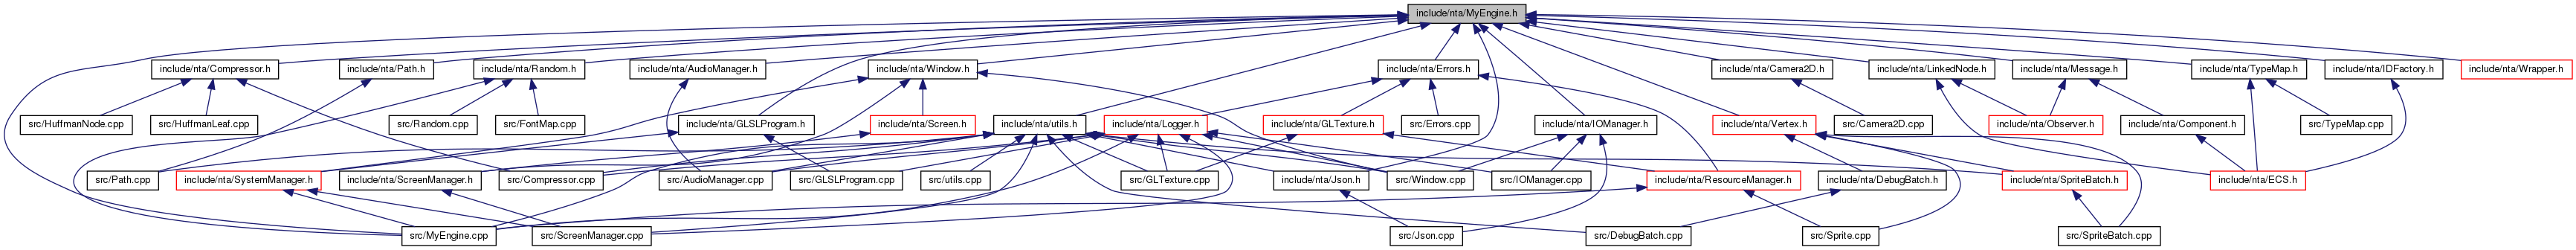 include/nta/MyEngine.h
include/nta/Compressor.h
include/nta/Path.h
include/nta/Random.h
include/nta/AudioManager.h
include/nta/Window.h
include/nta/Errors.h
include/nta/Camera2D.h
include/nta/LinkedNode.h
include/nta/Message.h
include/nta/TypeMap.h
include/nta/IDFactory.h
include/nta/Wrapper.h
src/HuffmanNode.cpp
src/HuffmanLeaf.cpp
src/Random.cpp
src/FontMap.cpp
include/nta/GLSLProgram.h
include/nta/Screen.h
include/nta/utils.h
include/nta/Logger.h
include/nta/GLTexture.h
src/Errors.cpp
include/nta/IOManager.h
include/nta/Vertex.h
src/Camera2D.cpp
include/nta/Observer.h
include/nta/Component.h
src/TypeMap.cpp
src/Path.cpp
include/nta/SystemManager.h
include/nta/ScreenManager.h
src/Compressor.cpp
src/AudioManager.cpp
src/GLSLProgram.cpp
src/utils.cpp
src/GLTexture.cpp
include/nta/Json.h
src/Window.cpp
src/IOManager.cpp
include/nta/ResourceManager.h
include/nta/DebugBatch.h
include/nta/SpriteBatch.h
include/nta/ECS.h
src/MyEngine.cpp
src/ScreenManager.cpp
src/Json.cpp
src/DebugBatch.cpp
src/Sprite.cpp
src/SpriteBatch.cpp